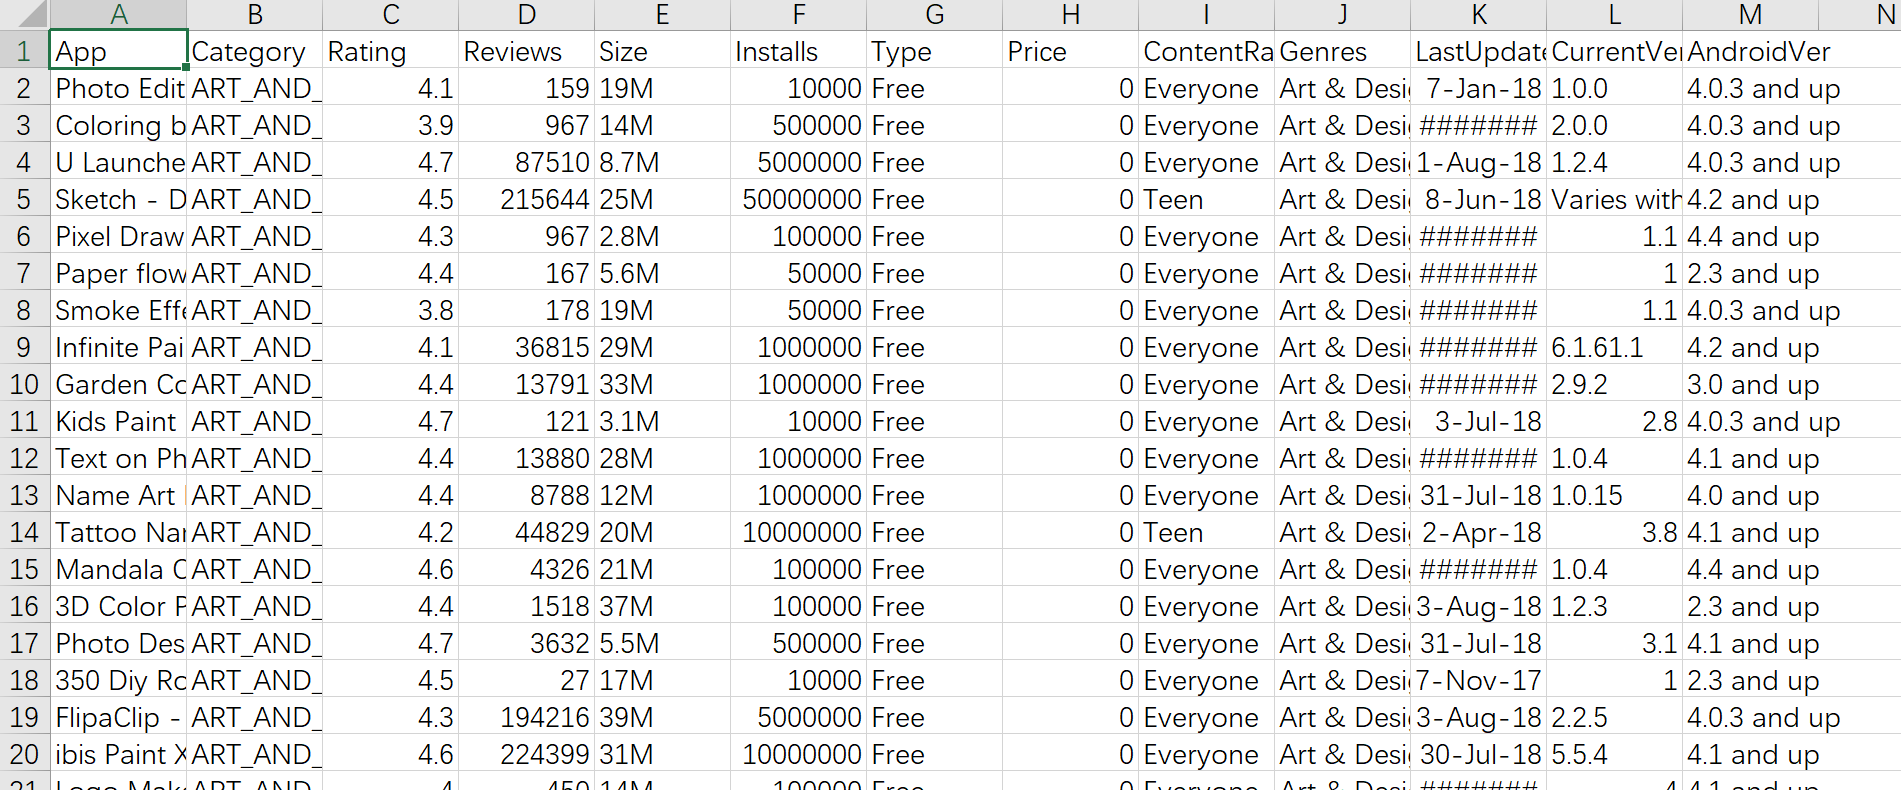 A B C D E F G H I J K L M N
1 App Category Rating Reviews Size Installs Type Price ContentRa Genres LastUpdate CurrentVer AndroidVer
2 Photo Edit ART_AND_ 4.1 159 19M 10000 Free 0 Everyone Art & Desi 7-Jan-18 1.0.0 4.0.3 and up
3 Coloring b ART_AND_ 3.9 967 14M 500000 Free 0 Everyone Art & Desi ####### 2.0.0 4.0.3 and up
4 U Launche ART_AND_ 4.7 87510 8.7M 5000000 Free 0 Everyone Art & Desi 1-Aug-18 1.2.4 4.0.3 and up
5 Sketch - D ART_AND_ 4.5 215644 25M 50000000 Free 0 Teen Art & Desi 8-Jun-18 Varies with 4.2 and up
6 Pixel Draw ART_AND_ 4.3 967 2.8M 100000 Free 0 Everyone Art & Desi ####### 1.1 4.4 and up
7 Paper flow ART_AND_ 4.4 167 5.6M 50000 Free 0 Everyone Art & Desi ####### 1 2.3 and up
8 Smoke Effe ART_AND_ 3.8 178 19M 50000 Free 0 Everyone Art & Desi ####### 1.1 4.0.3 and up
9 Infinite Pai ART_AND_ 4.1 36815 29M 1000000 Free 0 Everyone Art & Desi ####### 6.1.61.1 4.2 and up
10 Garden Co ART_AND_ 4.4 13791 33M 1000000 Free 0 Everyone Art & Desi ####### 2.9.2 3.0 and up
11 Kids Paint ART_AND_ 4.7 121 3.1M 10000 Free 0 Everyone Art & Desi 3-Jul-18 2.8 4.0.3 and up
12 Text on Ph ART_AND_ 4.4 13880 28M 1000000 Free 0 Everyone Art & Desi ####### 1.0.4 4.1 and up
13 Name Art ART_AND_ 4.4 8788 12M 1000000 Free 0 Everyone Art & Desi 31-Jul-18 1.0.15 4.0 and up
14 Tattoo Nar ART_AND_ 4.2 44829 20M 10000000 Free 0 Teen Art & Desi 2-Apr-18 3.8 4.1 and up
15 Mandala C ART_AND_ 4.6 4326 21M 100000 Free 0 Everyone Art & Desi ####### 1.0.4 4.4 and up
16 3D Color P ART_AND_ 4.4 1518 37M 100000 Free 0 Everyone Art & Desi 3-Aug-18 1.2.3 2.3 and up
17 Photo Des ART_AND_ 4.7 3632 5.5M 500000 Free 0 Everyone Art & Desi 31-Jul-18 3.1 4.1 and up
18 350 Diy Ro ART_AND_ 4.5 27 17M 10000 Free 0 Everyone Art & Desi 7-Nov-17 1 2.3 and up
19 FlipaClip - ART_AND_ 4.3 194216 39M 5000000 Free 0 Everyone Art & Desi 3-Aug-18 2.2.5 4.0.3 and up
20 ibis Paint X ART_AND_ 4.6 224399 31M 10000000 Free 0 Everyone Art & Desi 30-Jul-18 5.5.4 4.1 and up
21 Logo Make ART_AND_ 4 450 14M 100000 Free 0 Everyone Art & Desi ####### 4 4.1 and up